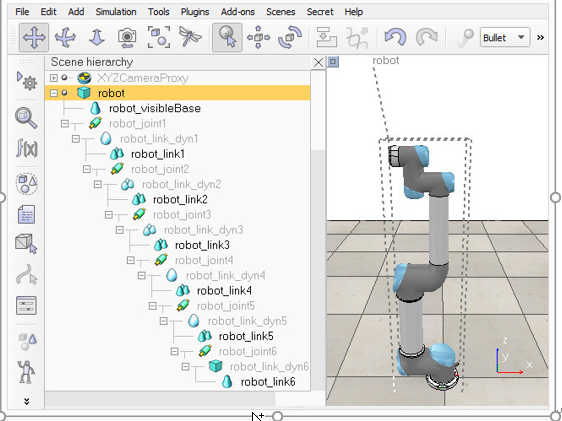 File Edit Add Simulation Tools Plugins Add-ons Scenes Secret Help
Bullet »
Scene hierarchy
robot
XYZCameraProxy
robot
robot_visibleBase
robot_joint1
robot_link_dyn1
robot_link1
robot_joint2
robot_link_dyn2
robot_link2
robot_joint3
robot_link_dyn3
robot_link3
robot_joint4
robot_link_dyn4
robot_link4
robot_joint5
robot_link_dyn5
robot_link5
robot_joint6
robot_link_dyn6
robot_link6
f(x)
z
y
x